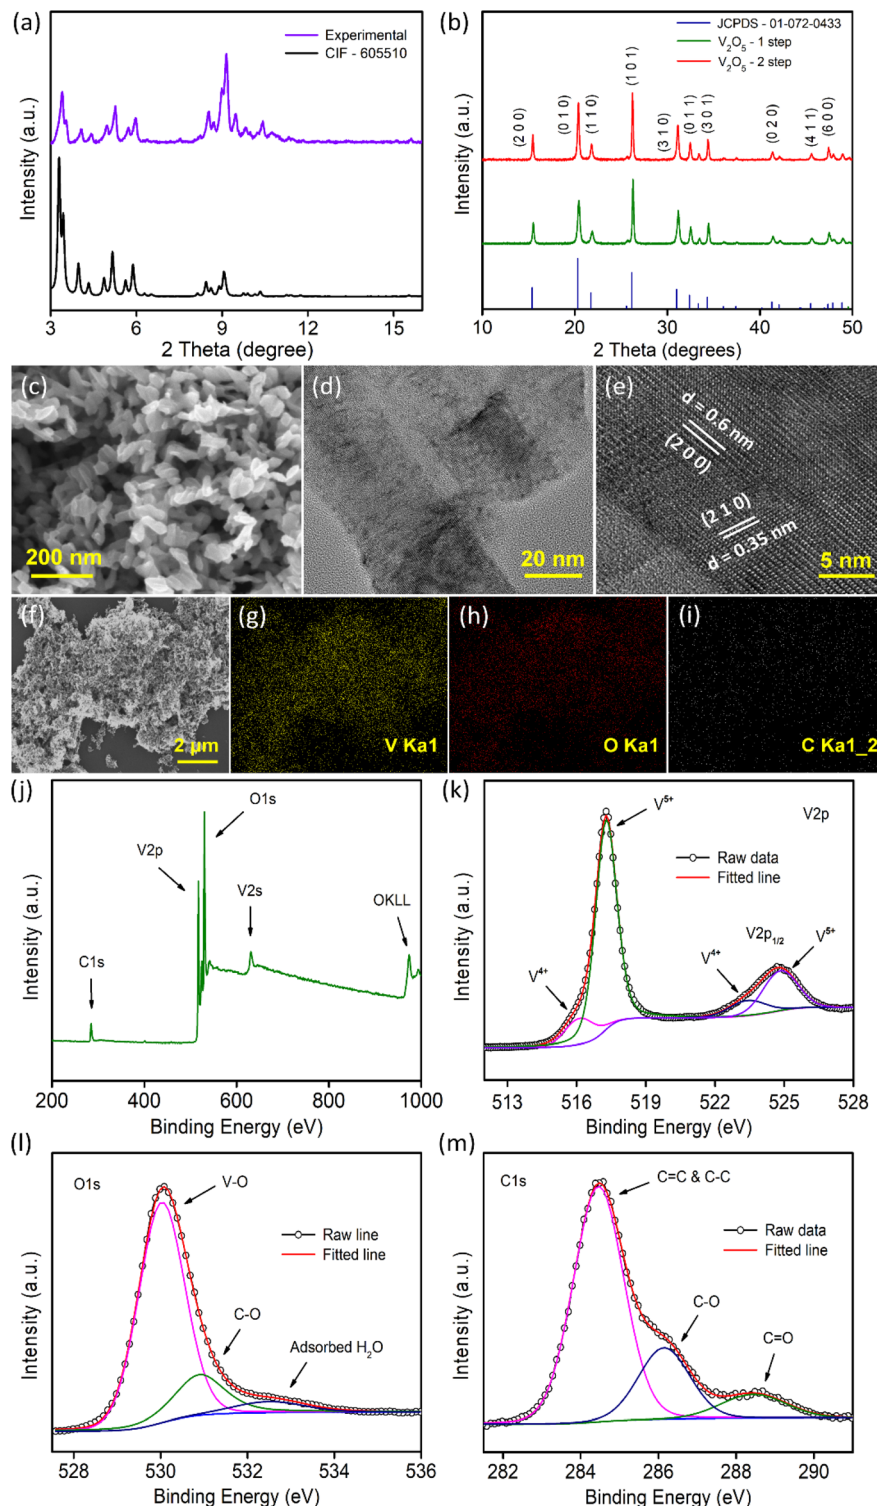 (a)
Experimental
CIF - 605510
Intensity (a.u.)
3 6 9 12 15
2 Theta (degree)
(b)
JCPDS - 01-072-0433
V₂O₅ - 1 step
V₂O₅ - 2 step
(2 0 0)
(0 1 0)
(1 1 0)
(1 0 1)
(3 1 0)
(0 1 1)
(3 0 1)
(0 2 0)
(4 1 1)
(6 0 0)
Intensity (a.u.)
10 20 30 40 50
2 Theta (degrees)
(c)
200 nm
(d)
20 nm
(e)
d = 0.6 nm
(2 0 0)
(2 1 0)
d = 0.35 nm
5 nm
(f)
2 µm
(g)
V Ka1
(h)
O Ka1
(i)
C Ka1_2
(j)
O1s
V2p
V2s
OKLL
C1s
Intensity (a.u.)
200 400 600 800 1000
Binding Energy (eV)
(k)
V⁵⁺
V2p
Raw data
Fitted line
V2p₁/₂
V⁵⁺
V⁴⁺
V⁴⁺
Intensity (a.u.)
513 516 519 522 525 528
Binding Energy (eV)
(l)
O1s
V-O
Raw line
Fitted line
C-O
Adsorbed H₂O
Intensity (a.u.)
528 530 532 534 536
Binding Energy (eV)
(m)
C1s
C=C & C-C
Raw data
Fitted line
C-O
C=O
Intensity (a.u.)
282 284 286 288 290
Binding Energy (eV)